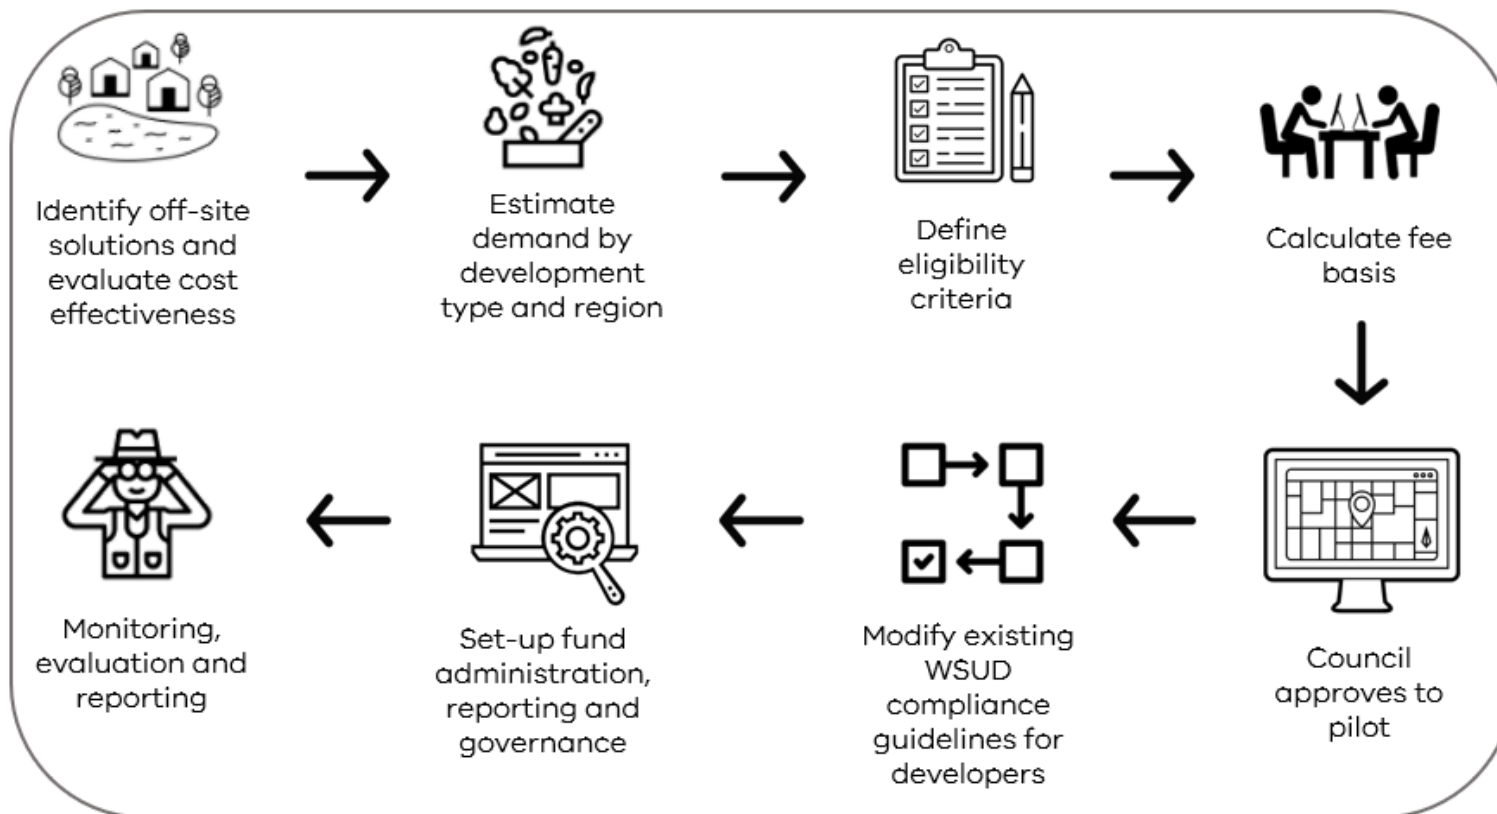 Identify off-site
solutions and
evaluate cost
effectiveness
Estimate
demand by
development
type and region
Define
eligibility
criteria
Calculate fee
basis
Council
approves to
pilot
Modify existing
WSUD
compliance
guidelines for
developers
Set-up fund
administration,
reporting and
governance
Monitoring,
evaluation and
reporting